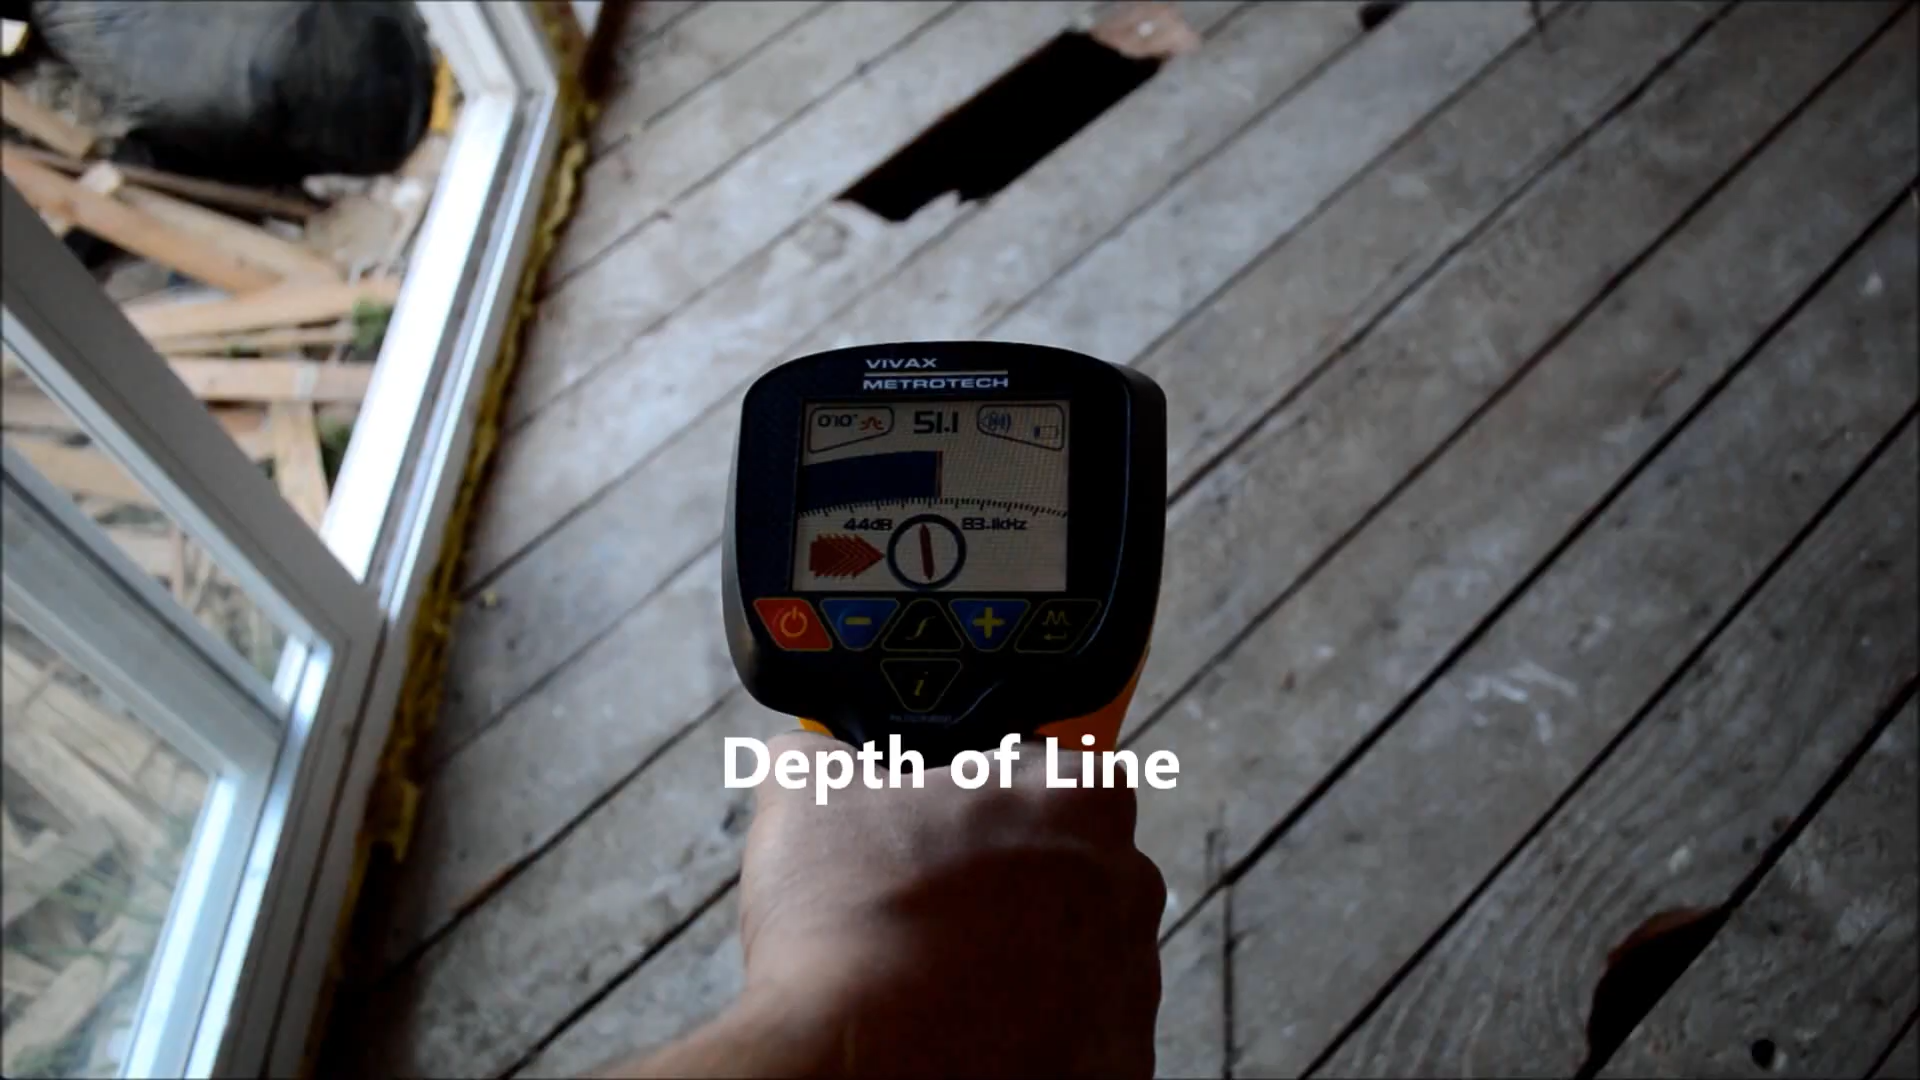 VIVAX
METROTECH
0'10" 51.1
44dB 83.1kHz
i
Depth of Line